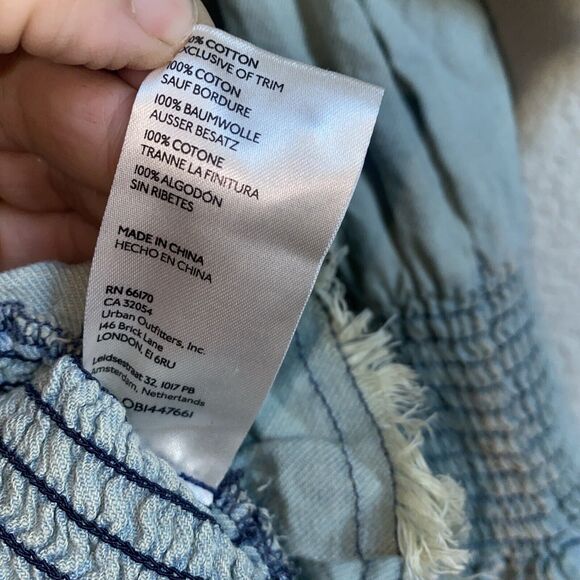 COTTON
EXCLUSIVE OF TRIM
100% COTON
SAUF BORDURE
100% BAUMWOLLE
AUSSER BESATZ
100% COTONE
TRANNE LA FINITURA
100% ALGODÓN
SIN RIBETES
MADE IN CHINA
HECHO EN CHINA
RN 66170
CA 32054
Urban Outfitters, Inc.
146 Brick Lane
LONDON, E1 6RU
Leidsestraat 32, 1017 PB
Amsterdam, Netherlands
OB1447661